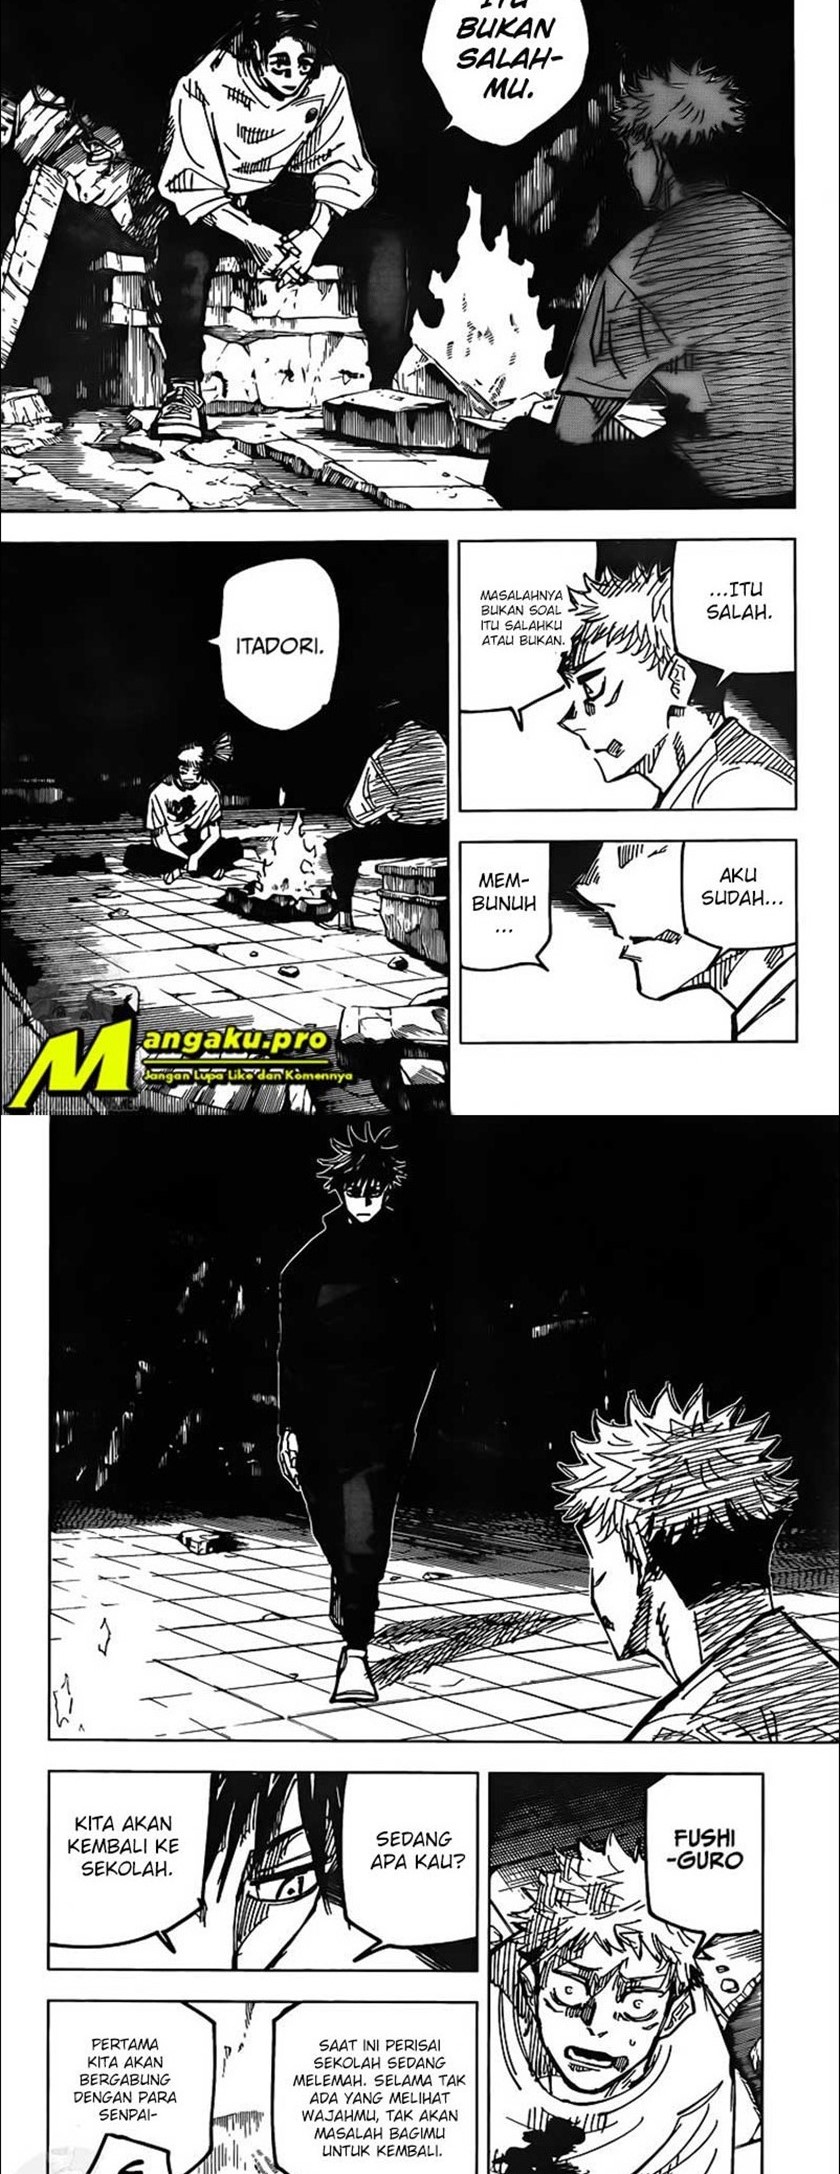 ITU
BUKAN
SALAH-
MU.
...ITU
SALAH.
MASALAHNYA
BUKAN SOAL
ITU SALAHKU
ATAU BUKAN.
AKU
SUDAH...
MEM-
BUNUH
...
ITADORI.
Mangaku.pro
Jangan Lupa Like dan Komennya
FUSHI
-GURO
SEDANG
APA KAU?
KITA AKAN
KEMBALI KE
SEKOLAH.
SAAT INI PERISAI
SEKOLAH SEDANG
MELEMAH. SELAMA TAK
ADA YANG MELIHAT
WAJAHMU, TAK AKAN
MASALAH BAGIMU
UNTUK KEMBALI.
PERTAMA
KITA AKAN
BERGABUNG
DENGAN PARA
SENPAI-